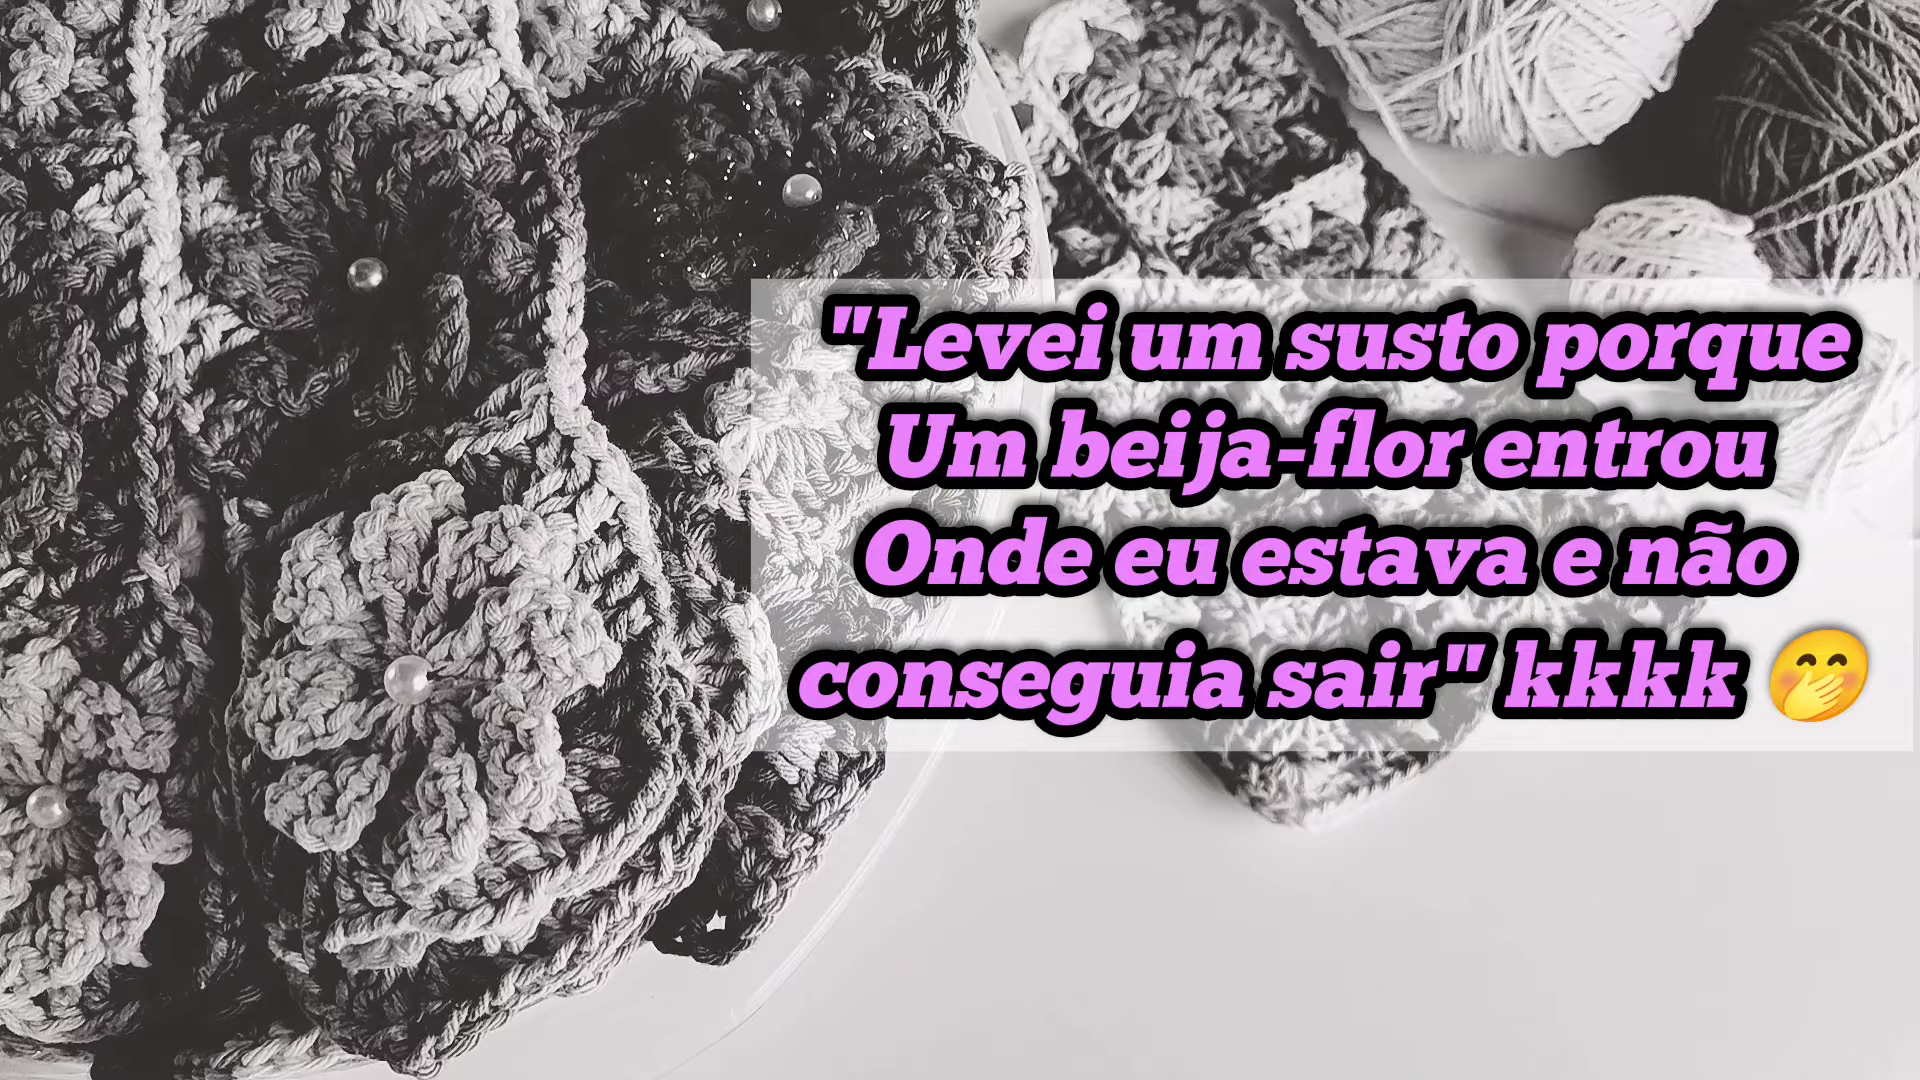 "Levei um susto porque
Um beija-flor entrou
Onde eu estava e não
conseguia sair" kkkk 🤭